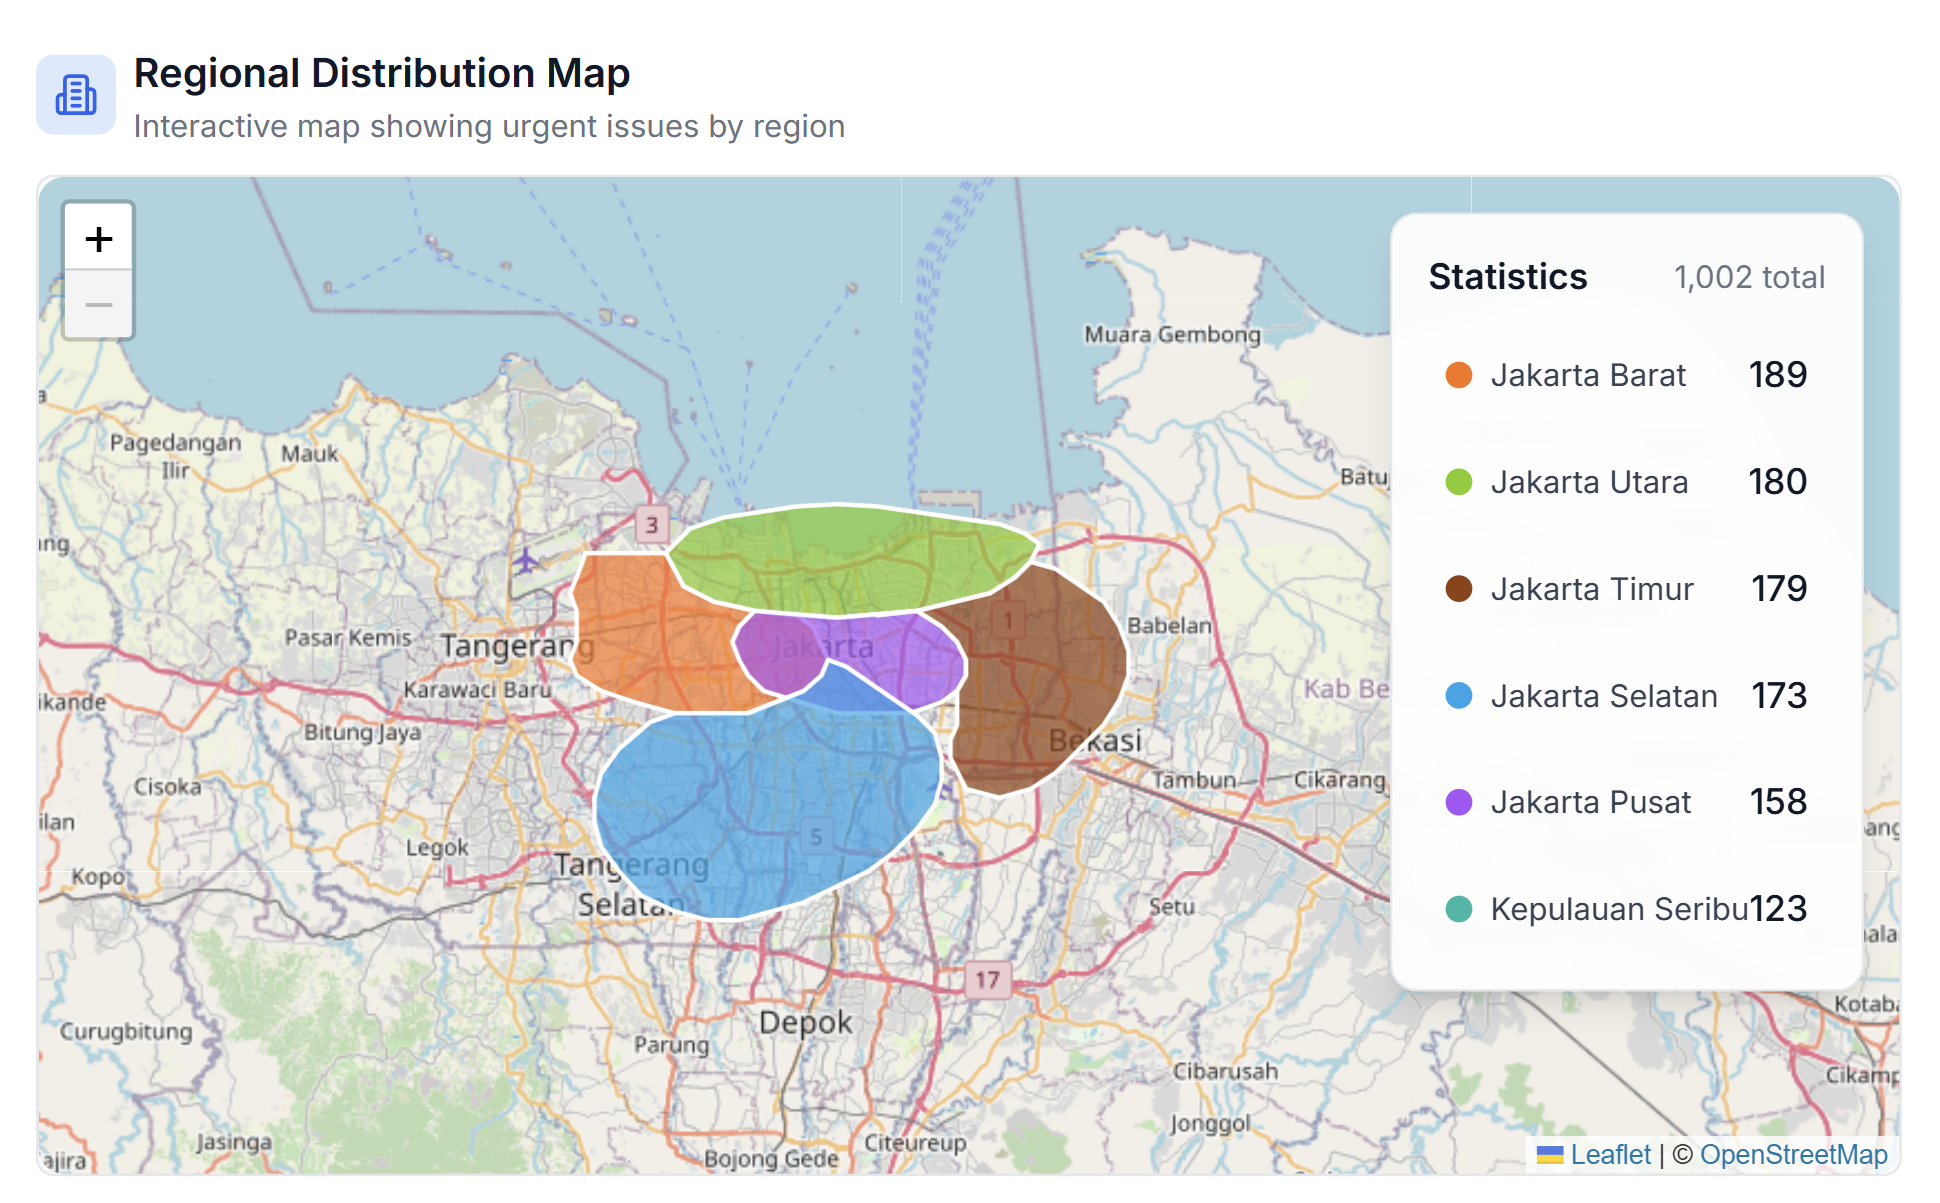 Regional Distribution Map
Interactive map showing urgent issues by region
+
−
Statistics 1,002 total
Jakarta Barat 189
Jakarta Utara 180
Jakarta Timur 179
Jakarta Selatan 173
Jakarta Pusat 158
Kepulauan Seribu 123
Muara Gembong
Pagedangan
Ilir
Mauk
Batuj
3
ang
1
Pasar Kemis
Tangerang
Jakarta
Babelan
Karawaci Baru
Kab Be
ikande
Bitung Jaya
Bekasi
Cisoka
Tambun
Cikarang
ilan
5
Legok
Tangerang
Selatan
Kopo
Setu
17
Depok
Curugbitung
Parung
Kotaba
Cibarusah
Cikamp
Jonggol
Jasinga
Citeureup
Bojong Gede
ajira
Leaflet | © OpenStreetMap